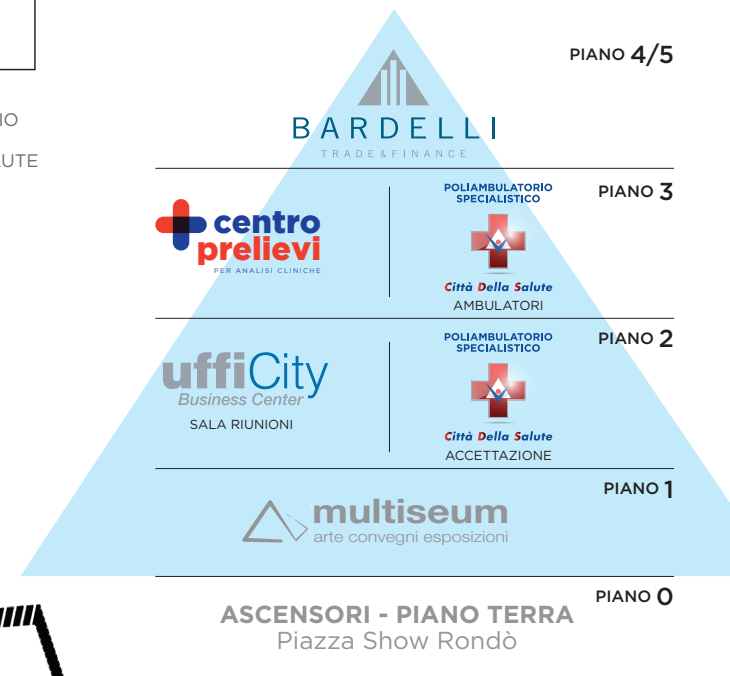 IO
UTE
PIANO 4/5
BARDELLI
TRADE & FINANCE
PIANO 3
centro
prelievi
PER ANALISI CLINICHE
POLIAMBULATORIO
SPECIALISTICO
Città Della Salute
AMBULATORI
PIANO 2
uffiCity
Business Center
SALA RIUNIONI
POLIAMBULATORIO
SPECIALISTICO
Città Della Salute
ACCETTAZIONE
PIANO 1
multiseum
arte convegni esposizioni
PIANO 0
ASCENSORI - PIANO TERRA
Piazza Show Rondò